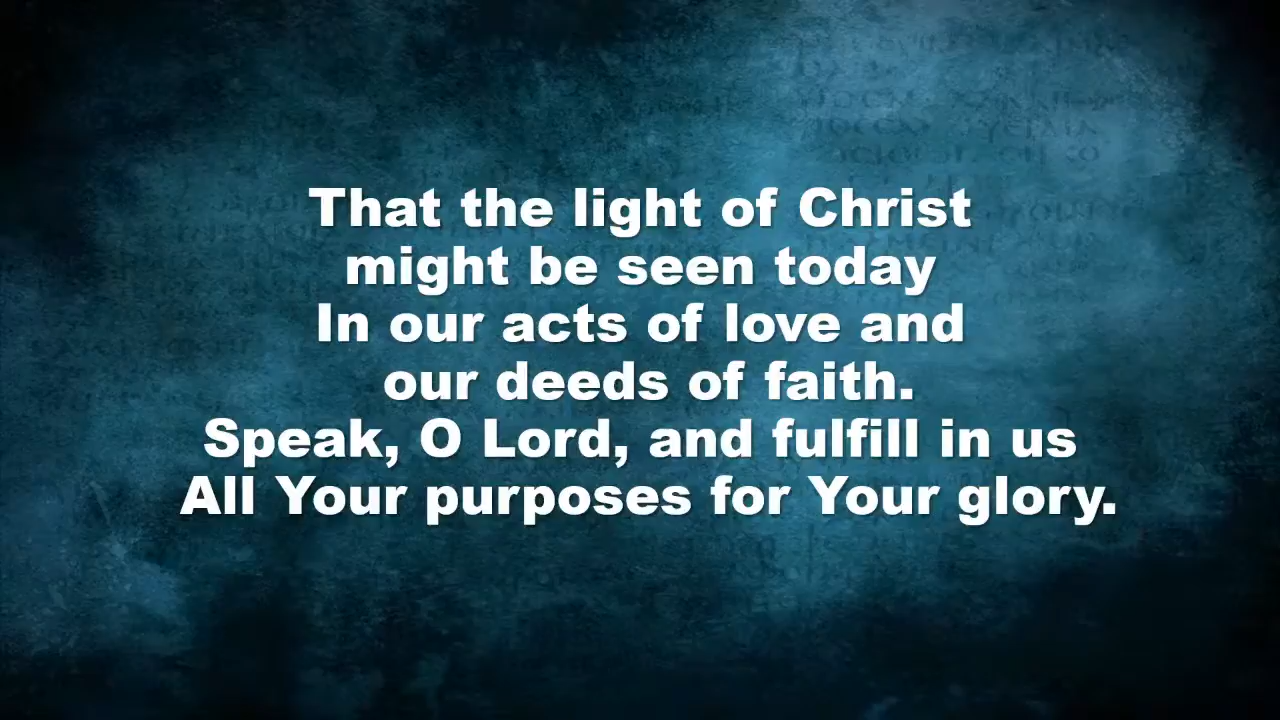 That the light of Christ
might be seen today
In our acts of love and
our deeds of faith.
Speak, O Lord, and fulfill in us
All Your purposes for Your glory.